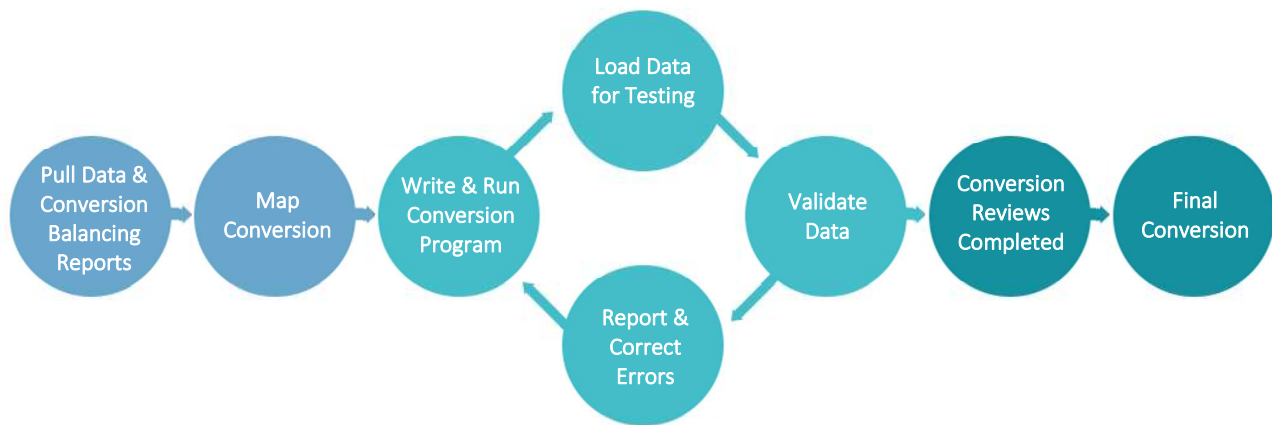 Pull Data &
Conversion
Balancing
Reports
Map
Conversion
Write & Run
Conversion
Program
Load Data
for Testing
Validate
Data
Report &
Correct
Errors
Conversion
Reviews
Completed
Final
Conversion